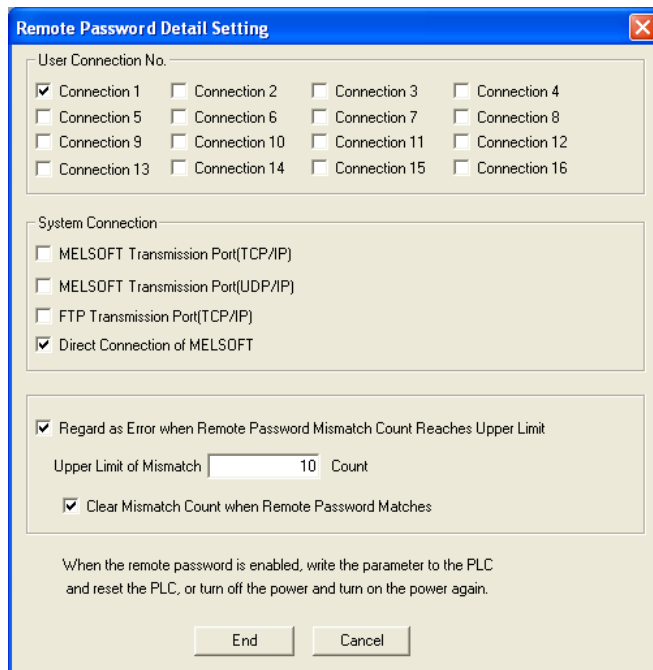 Remote Password Detail Setting
User Connection No.
Connection 1 Connection 2 Connection 3 Connection 4
Connection 5 Connection 6 Connection 7 Connection 8
Connection 9 Connection 10 Connection 11 Connection 12
Connection 13 Connection 14 Connection 15 Connection 16
System Connection
MELSOFT Transmission Port(TCP/IP)
MELSOFT Transmission Port(UDP/IP)
FTP Transmission Port(TCP/IP)
Direct Connection of MELSOFT
Regard as Error when Remote Password Mismatch Count Reaches Upper Limit
Upper Limit of Mismatch 10 Count
Clear Mismatch Count when Remote Password Matches
When the remote password is enabled, write the parameter to the PLC
and reset the PLC, or turn off the power and turn on the power again.
End Cancel